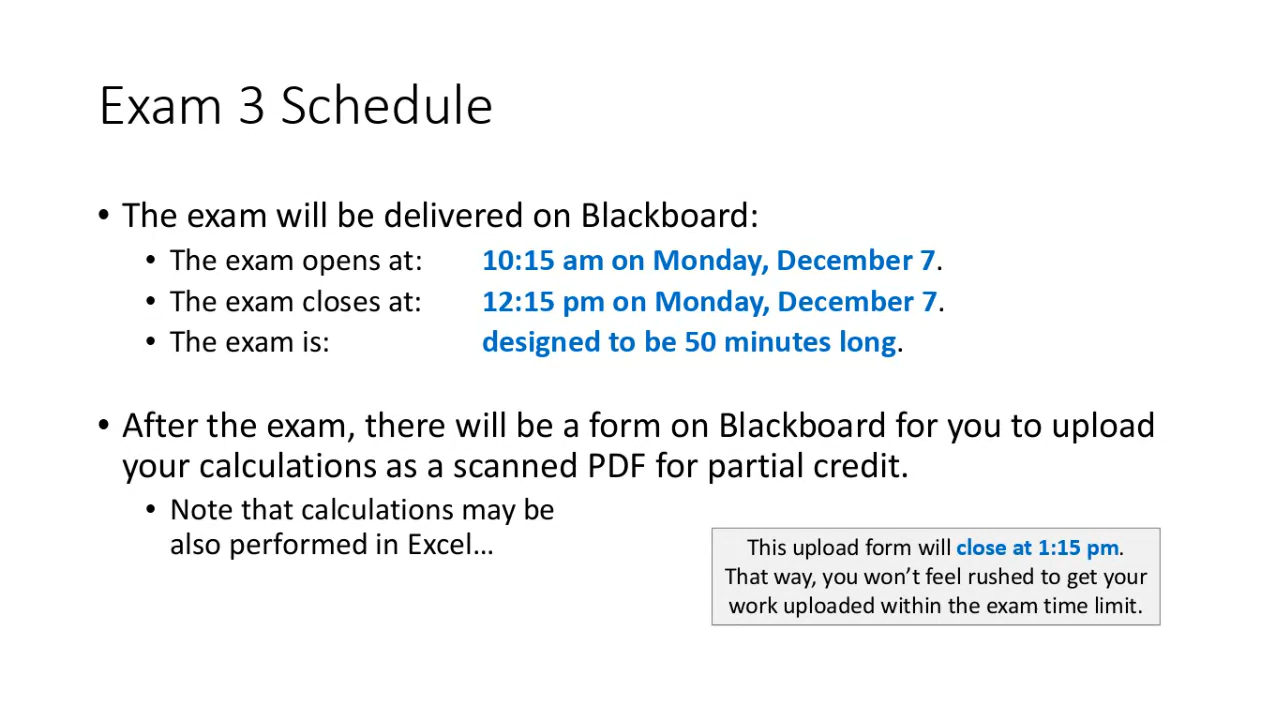 Exam 3 Schedule
• The exam will be delivered on Blackboard:
• The exam opens at: 10:15 am on Monday, December 7.
• The exam closes at: 12:15 pm on Monday, December 7.
• The exam is: designed to be 50 minutes long.
• After the exam, there will be a form on Blackboard for you to upload
your calculations as a scanned PDF for partial credit.
• Note that calculations may be
also performed in Excel…
This upload form will close at 1:15 pm.
That way, you won’t feel rushed to get your
work uploaded within the exam time limit.